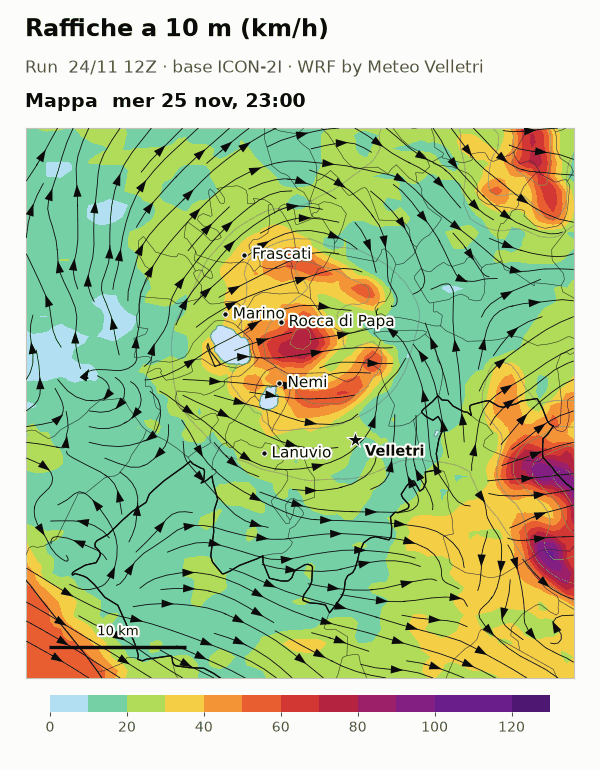 Raffiche a 10 m (km/h)
Run  24/11 12Z · base ICON-2I · WRF by Meteo Velletri
Mappa  mer 25 nov, 23:00
Frascati
Marino
Rocca di Papa
Nemi
Lanuvio
Velletri
10 km
0 20 40 60 80 100 120